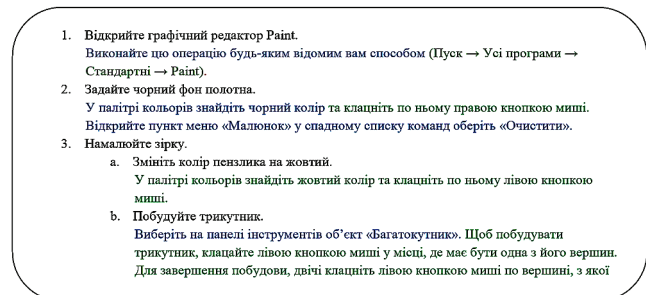 1. Відкрийте графічний редактор Paint.
Виконайте цю операцію будь-яким відомим вам способом (Пуск → Усі програми →
Стандартні → Paint).
2. Задайте чорний фон полотна.
У палітрі кольорів знайдіть чорний колір та клацніть по ньому правою кнопкою миші.
Відкрийте пункт меню «Малюнок» у спадному списку команд оберіть «Очистити».
3. Намалюйте зірку.
a. Змініть колір пензлика на жовтий.
У палітрі кольорів знайдіть жовтий колір та клацніть по ньому лівою кнопкою
миші.
b. Побудуйте трикутник.
Виберіть на панелі інструментів об’єкт «Багатокутник». Щоб побудувати
трикутник, клацайте лівою кнопкою миші у місці, де має бути одна з його вершин.
Для завершення побудови, двічі клацніть лівою кнопкою миші по вершині, з якої